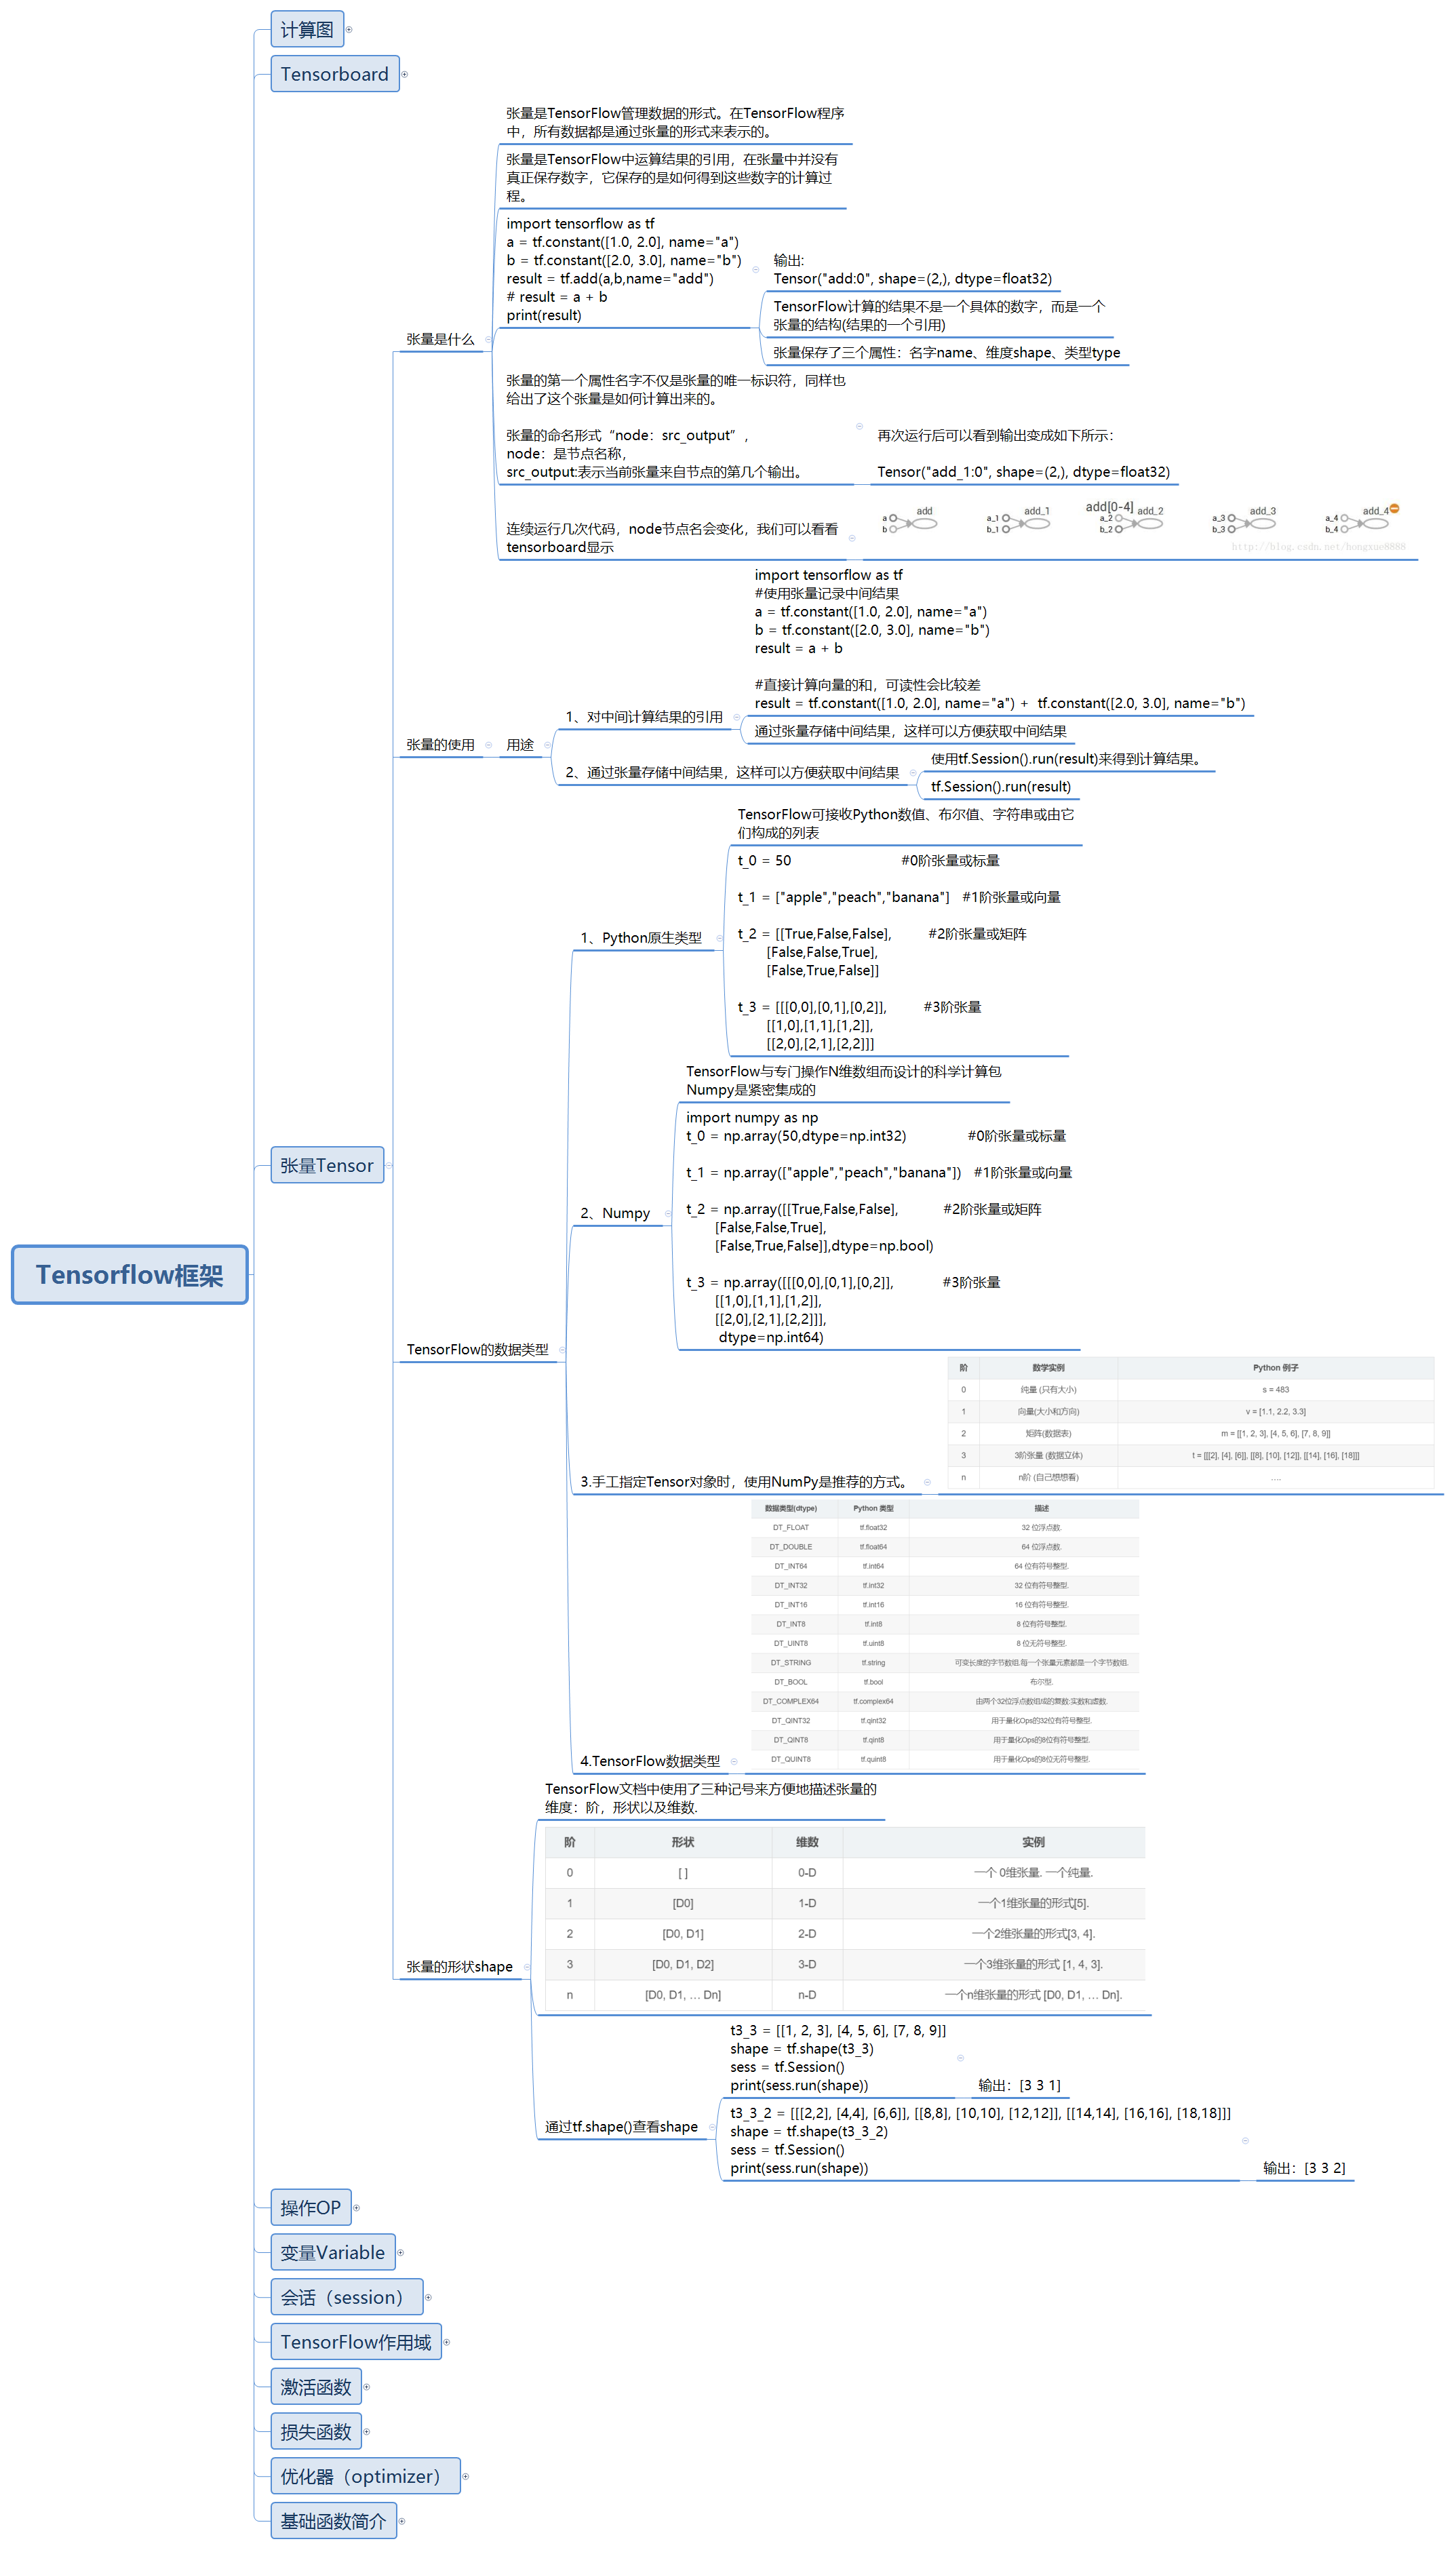 Tensorflow框架
计算图
Tensorboard
张量Tensor
张量是什么
张量是TensorFlow管理数据的形式。在TensorFlow程序
中，所有数据都是通过张量的形式来表示的。
张量是TensorFlow中运算结果的引用，在张量中并没有
真正保存数字，它保存的是如何得到这些数字的计算过
程。
import tensorflow as tf
a = tf.constant([1.0, 2.0], name="a")
b = tf.constant([2.0, 3.0], name="b")
result = tf.add(a,b,name="add")
# result = a + b
print(result)
输出:
Tensor("add:0", shape=(2,), dtype=float32)
TensorFlow计算的结果不是一个具体的数字，而是一个
张量的结构(结果的一个引用)
张量保存了三个属性：名字name、维度shape、类型type
张量的第一个属性名字不仅是张量的唯一标识符，同样也
给出了这个张量是如何计算出来的。
张量的命名形式“node：src_output”，
node：是节点名称，
src_output:表示当前张量来自节点的第几个输出。
再次运行后可以看到输出变成如下所示：
Tensor("add_1:0", shape=(2,), dtype=float32)
连续运行几次代码，node节点名会变化，我们可以看看
tensorboard显示
add[0-4]
add
a
b
add_1
a_1
b_1
add_2
a_2
b_2
add_3
a_3
b_3
add_4
a_4
b_4
http://blog.csdn.net/hongxue8888
张量的使用
用途
1、对中间计算结果的引用
import tensorflow as tf
#使用张量记录中间结果
a = tf.constant([1.0, 2.0], name="a")
b = tf.constant([2.0, 3.0], name="b")
result = a + b
#直接计算向量的和，可读性会比较差
result = tf.constant([1.0, 2.0], name="a") + tf.constant([2.0, 3.0], name="b")
通过张量存储中间结果，这样可以方便获取中间结果
2、通过张量存储中间结果，这样可以方便获取中间结果
使用tf.Session().run(result)来得到计算结果。
tf.Session().run(result)
TensorFlow的数据类型
1、Python原生类型
TensorFlow可接收Python数值、布尔值、字符串或由它
们构成的列表
t_0 = 50 #0阶张量或标量
t_1 = ["apple","peach","banana"] #1阶张量或向量
t_2 = [[True,False,False], #2阶张量或矩阵
[False,False,True],
[False,True,False]]
t_3 = [[[0,0],[0,1],[0,2]], #3阶张量
[[1,0],[1,1],[1,2]],
[[2,0],[2,1],[2,2]]]
2、Numpy
TensorFlow与专门操作N维数组而设计的科学计算包
Numpy是紧密集成的
import numpy as np
t_0 = np.array(50,dtype=np.int32) #0阶张量或标量
t_1 = np.array(["apple","peach","banana"]) #1阶张量或向量
t_2 = np.array([[True,False,False], #2阶张量或矩阵
[False,False,True],
[False,True,False]],dtype=np.bool)
t_3 = np.array([[[0,0],[0,1],[0,2]], #3阶张量
[[1,0],[1,1],[1,2]],
[[2,0],[2,1],[2,2]]],
dtype=np.int64)
3.手工指定Tensor对象时，使用NumPy是推荐的方式。
阶 数学实例 Python 例子
0 纯量 (只有大小) s = 483
1 向量(大小和方向) v = [1.1, 2.2, 3.3]
2 矩阵(数据表) m = [[1, 2, 3], [4, 5, 6], [7, 8, 9]]
3 3阶张量 (数据立体) t = [[[2], [4], [6]], [[8], [10], [12]], [[14], [16], [18]]]
n n阶 (自己想想看) ....
4.TensorFlow数据类型
数据类型(dtype) Python 类型 描述
DT_FLOAT tf.float32 32 位浮点数.
DT_DOUBLE tf.float64 64 位浮点数.
DT_INT64 tf.int64 64 位有符号整型.
DT_INT32 tf.int32 32 位有符号整型.
DT_INT16 tf.int16 16 位有符号整型.
DT_INT8 tf.int8 8 位有符号整型.
DT_UINT8 tf.uint8 8 位无符号整型.
DT_STRING tf.string 可变长度的字节数组.每一个张量元素都是一个字节数组.
DT_BOOL tf.bool 布尔型.
DT_COMPLEX64 tf.complex64 由两个32位浮点数组成的复数:实数和虚数.
DT_QINT32 tf.qint32 用于量化Ops的32位有符号整型.
DT_QINT8 tf.qint8 用于量化Ops的8位有符号整型.
DT_QUINT8 tf.quint8 用于量化Ops的8位无符号整型.
张量的形状shape
TensorFlow文档中使用了三种记号来方便地描述张量的
维度：阶，形状以及维数.
阶 形状 维数 实例
0 [ ] 0-D 一个 0维张量. 一个纯量.
1 [D0] 1-D 一个1维张量的形式[5].
2 [D0, D1] 2-D 一个2维张量的形式[3, 4].
3 [D0, D1, D2] 3-D 一个3维张量的形式 [1, 4, 3].
n [D0, D1, … Dn] n-D 一个n维张量的形式 [D0, D1, … Dn].
通过tf.shape()查看shape
t3_3 = [[1, 2, 3], [4, 5, 6], [7, 8, 9]]
shape = tf.shape(t3_3)
sess = tf.Session()
print(sess.run(shape))
输出：[3 3 1]
t3_3_2 = [[[2,2], [4,4], [6,6]], [[8,8], [10,10], [12,12]], [[14,14], [16,16], [18,18]]]
shape = tf.shape(t3_3_2)
sess = tf.Session()
print(sess.run(shape))
输出：[3 3 2]
操作OP
变量Variable
会话（session）
TensorFlow作用域
激活函数
损失函数
优化器（optimizer）
基础函数简介